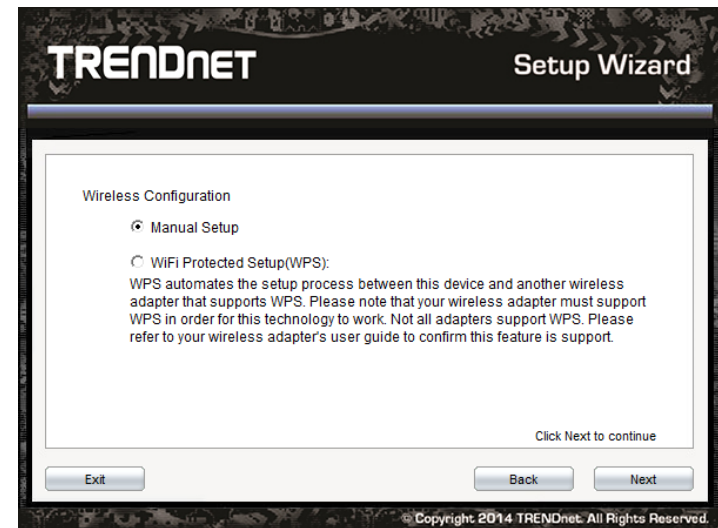 TRENDNET
Setup Wizard
Wireless Configuration
Manual Setup
WiFi Protected Setup(WPS):
WPS automates the setup process between this device and another wireless
adapter that supports WPS. Please note that your wireless adapter must support
WPS in order for this technology to work. Not all adapters support WPS. Please
refer to your wireless adapter's user guide to confirm this feature is support.
Click Next to continue
Exit
Back
Next
© Copyright 2014 TRENDnet. All Rights Reserved.